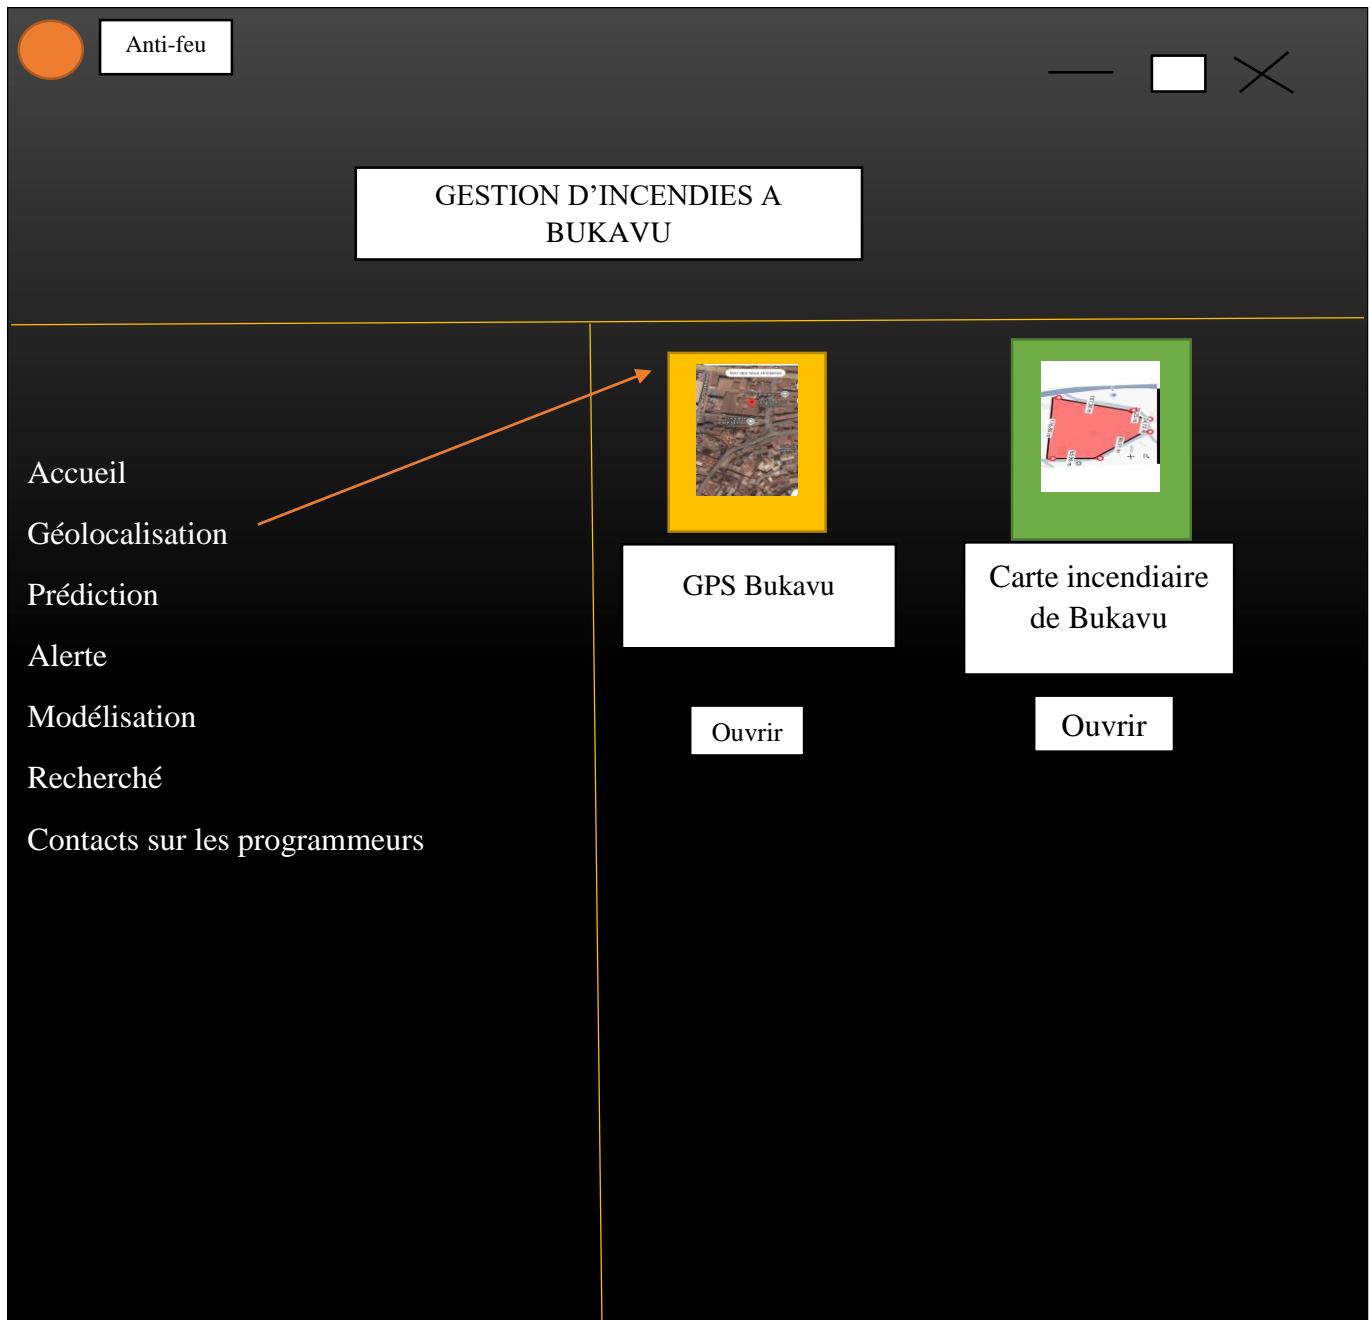 Anti-feu
GESTION D’INCENDIES A
BUKAVU
Accueil
Géolocalisation
Prédiction
Alerte
Modélisation
Recherché
Contacts sur les programmeurs
GPS Bukavu
Ouvrir
Carte incendiaire
de Bukavu
Ouvrir